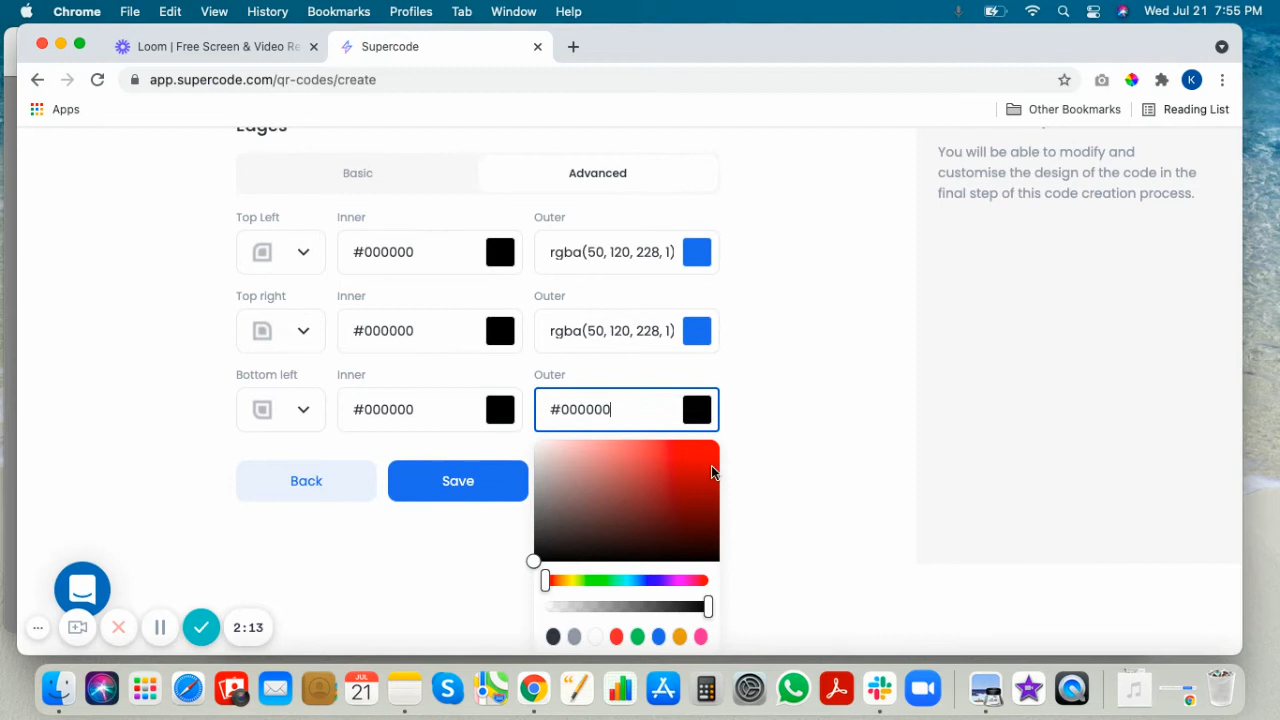 Chrome File Edit View History Bookmarks Profiles Tab Window Help Wed Jul 21 7:55 PM
Loom | Free Screen & Video Re Supercode
app.supercode.com/qr-codes/create K
Apps Other Bookmarks Reading List
Edges
You will be able to modify and
customise the design of the code in the
final step of this code creation process.
Basic Advanced
Top Left Inner Outer
#000000 rgba(50, 120, 228, 1)
Top right Inner Outer
#000000 rgba(50, 120, 228, 1)
Bottom left Inner Outer
#000000 #000000
Back Save
2:13
JUL
21